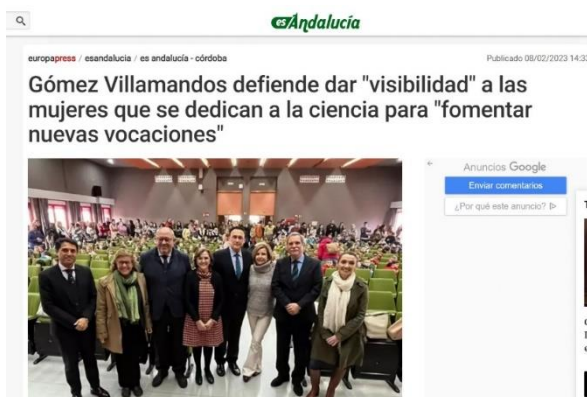 esAndalucía
europapress / esandalucia / es andalucía - córdoba
Publicado 08/02/2023 14:33
Gómez Villamandos defiende dar "visibilidad" a las
mujeres que se dedican a la ciencia para "fomentar
nuevas vocaciones"
Anuncios Google
Enviar comentarios
¿Por qué este anuncio?